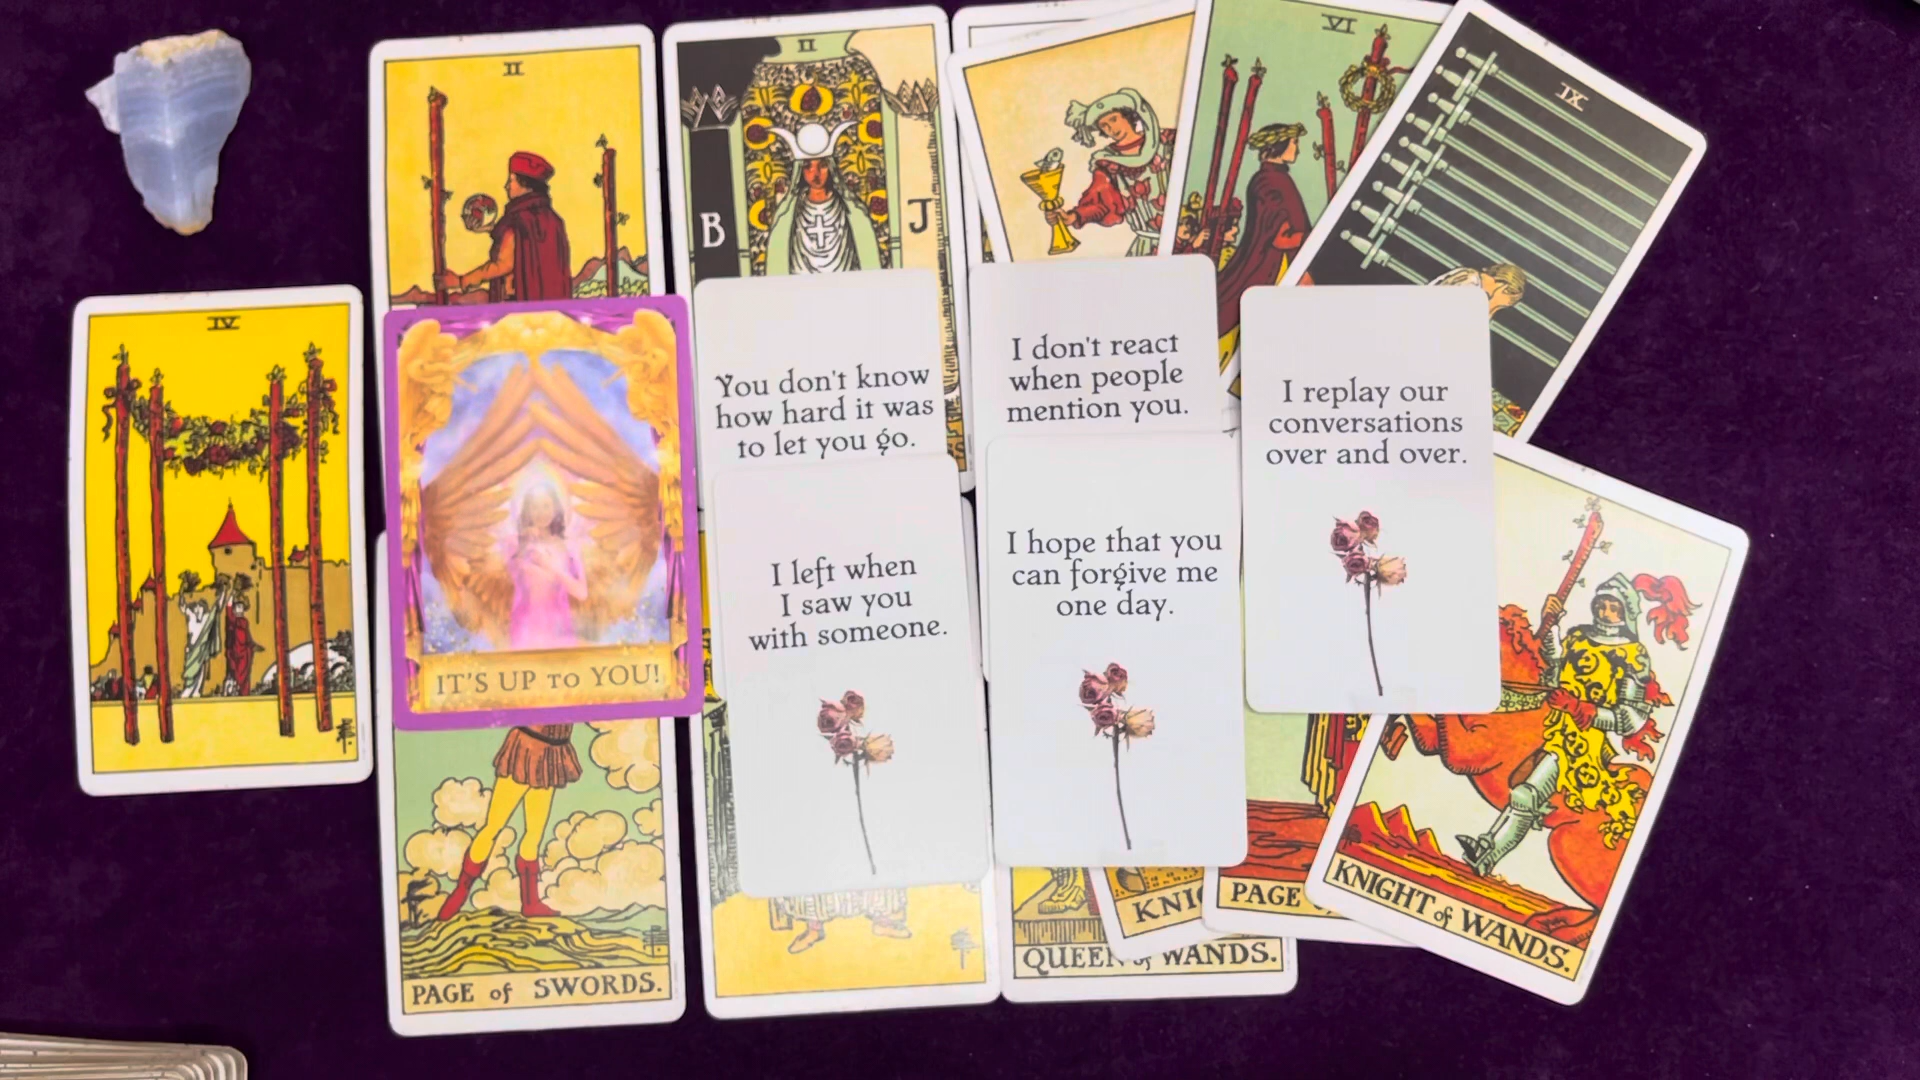 II
II
VI
IX
B
J
IV
You don't know
how hard it was
to let you go.
I don't react
when people
mention you.
I replay our
conversations
over and over.
I left when
I saw you
with someone.
I hope that you
can forgive me
one day.
IT'S UP TO YOU!
PAGE of SWORDS.
QUEEN of WANDS.
KNI
PAGE
KNIGHT of WANDS.